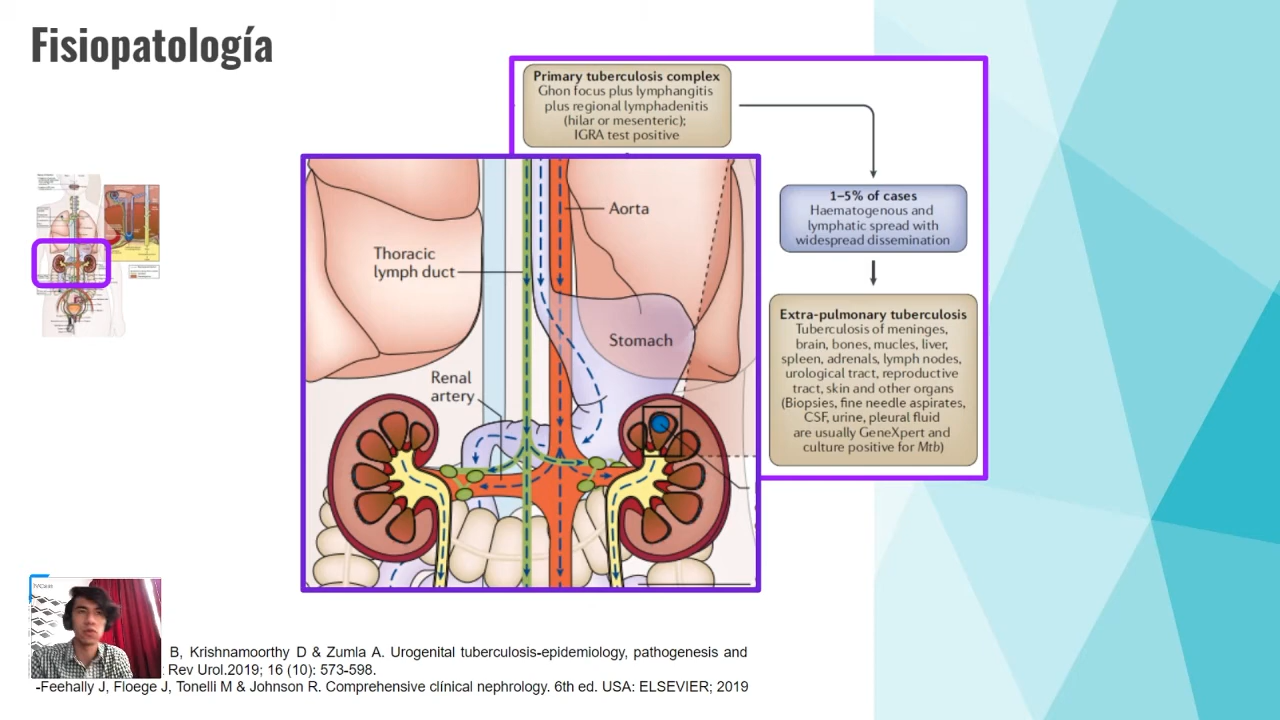 Fisiopatología
Primary tuberculosis complex
Ghon focus plus lymphangitis
plus regional lymphadenitis
(hilar or mesenteric);
IGRA test positive
1–5% of cases
Haematogenous and
lymphatic spread with
widespread dissemination
Extra-pulmonary tuberculosis
Tuberculosis of meninges,
brain, bones, mucles, liver,
spleen, adrenals, lymph nodes,
urological tract, reproductive
tract, skin and other organs
(Biopsies, fine needle aspirates,
CSF, urine, pleural fluid
are usually GeneXpert and
culture positive for Mtb)
Aorta
Thoracic
lymph duct
Stomach
Renal
artery
B, Krishnamoorthy D & Zumla A. Urogenital tuberculosis-epidemiology, pathogenesis and
Rev Urol.2019; 16 (10): 573-598.
-Feehally J, Floege J, Tonelli M & Johnson R. Comprehensive clínical nephrology. 6th ed. USA: ELSEVIER; 2019